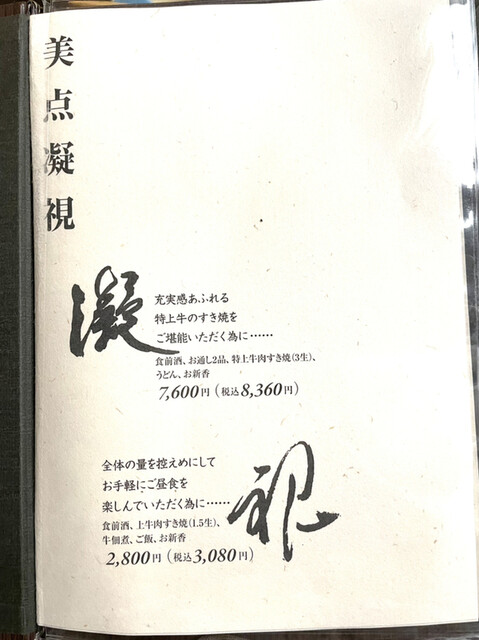 美点凝視
凝
充実感あふれる
特上牛のすき焼を
ご堪能いただく為に……
食前酒、お通し2品、特上牛肉すき焼(3生)、
うどん、お新香
7,600円（税込8,360円）
視
全体の量を控えめにして
お手軽にご昼食を
楽しんでいただく為に……
食前酒、上牛肉すき焼(1.5生)、
牛佃煮、ご飯、お新香
2,800円（税込3,080円）